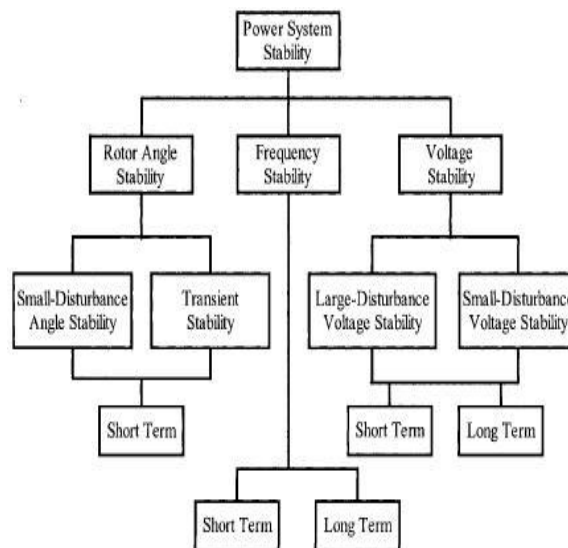 Power System
Stability
Rotor Angle
Stability
Frequency
Stability
Voltage
Stability
Small-Disturbance
Angle Stability
Transient
Stability
Large-Disturbance
Voltage Stability
Small-Disturbance
Voltage Stability
Short Term
Short Term
Long Term
Short Term
Long Term